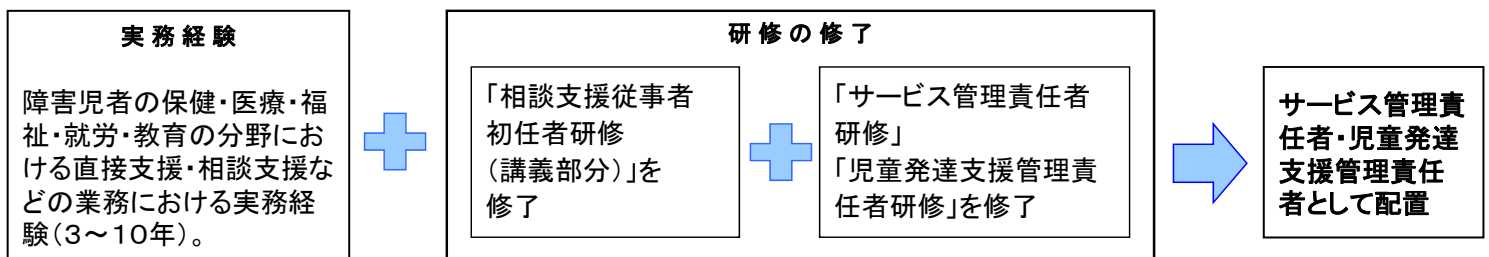 実務経験
障害児者の保健・医療・福
祉・就労・教育の分野にお
ける直接支援・相談支援な
どの業務における実務経
験(3～10年)。
研修の修了
「相談支援従事者
初任者研修
(講義部分)」を
修了
「サービス管理責任者
研修」
「児童発達支援管理責
任者研修」を修了
サービス管理責
任者・児童発達
支援管理責任
者として配置